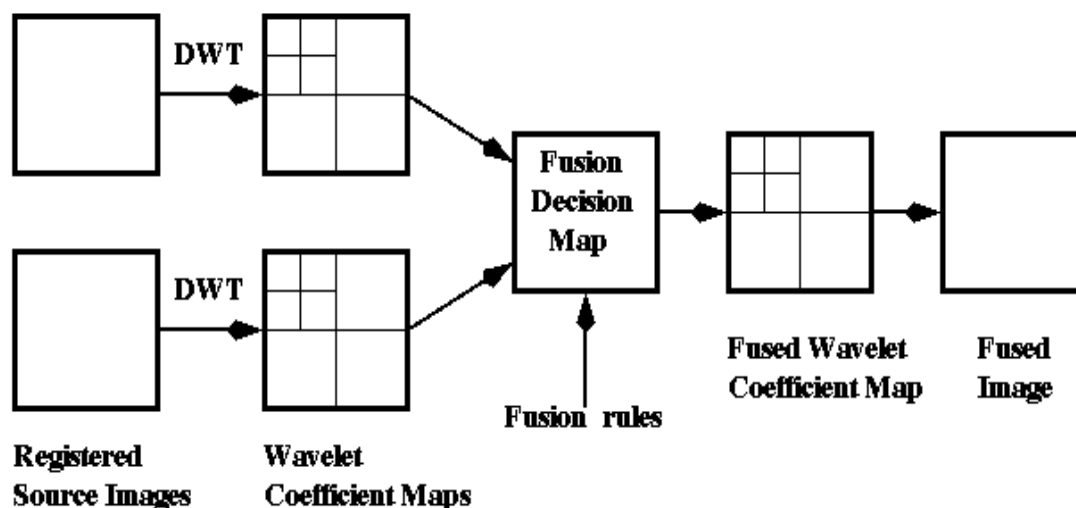 DWT
Fusion
Decision
Map
DWT
Fused Wavelet
Coefficient Map
Fused
Image
Fusion rules
Registered
Source Images
Wavelet
Coefficient Maps